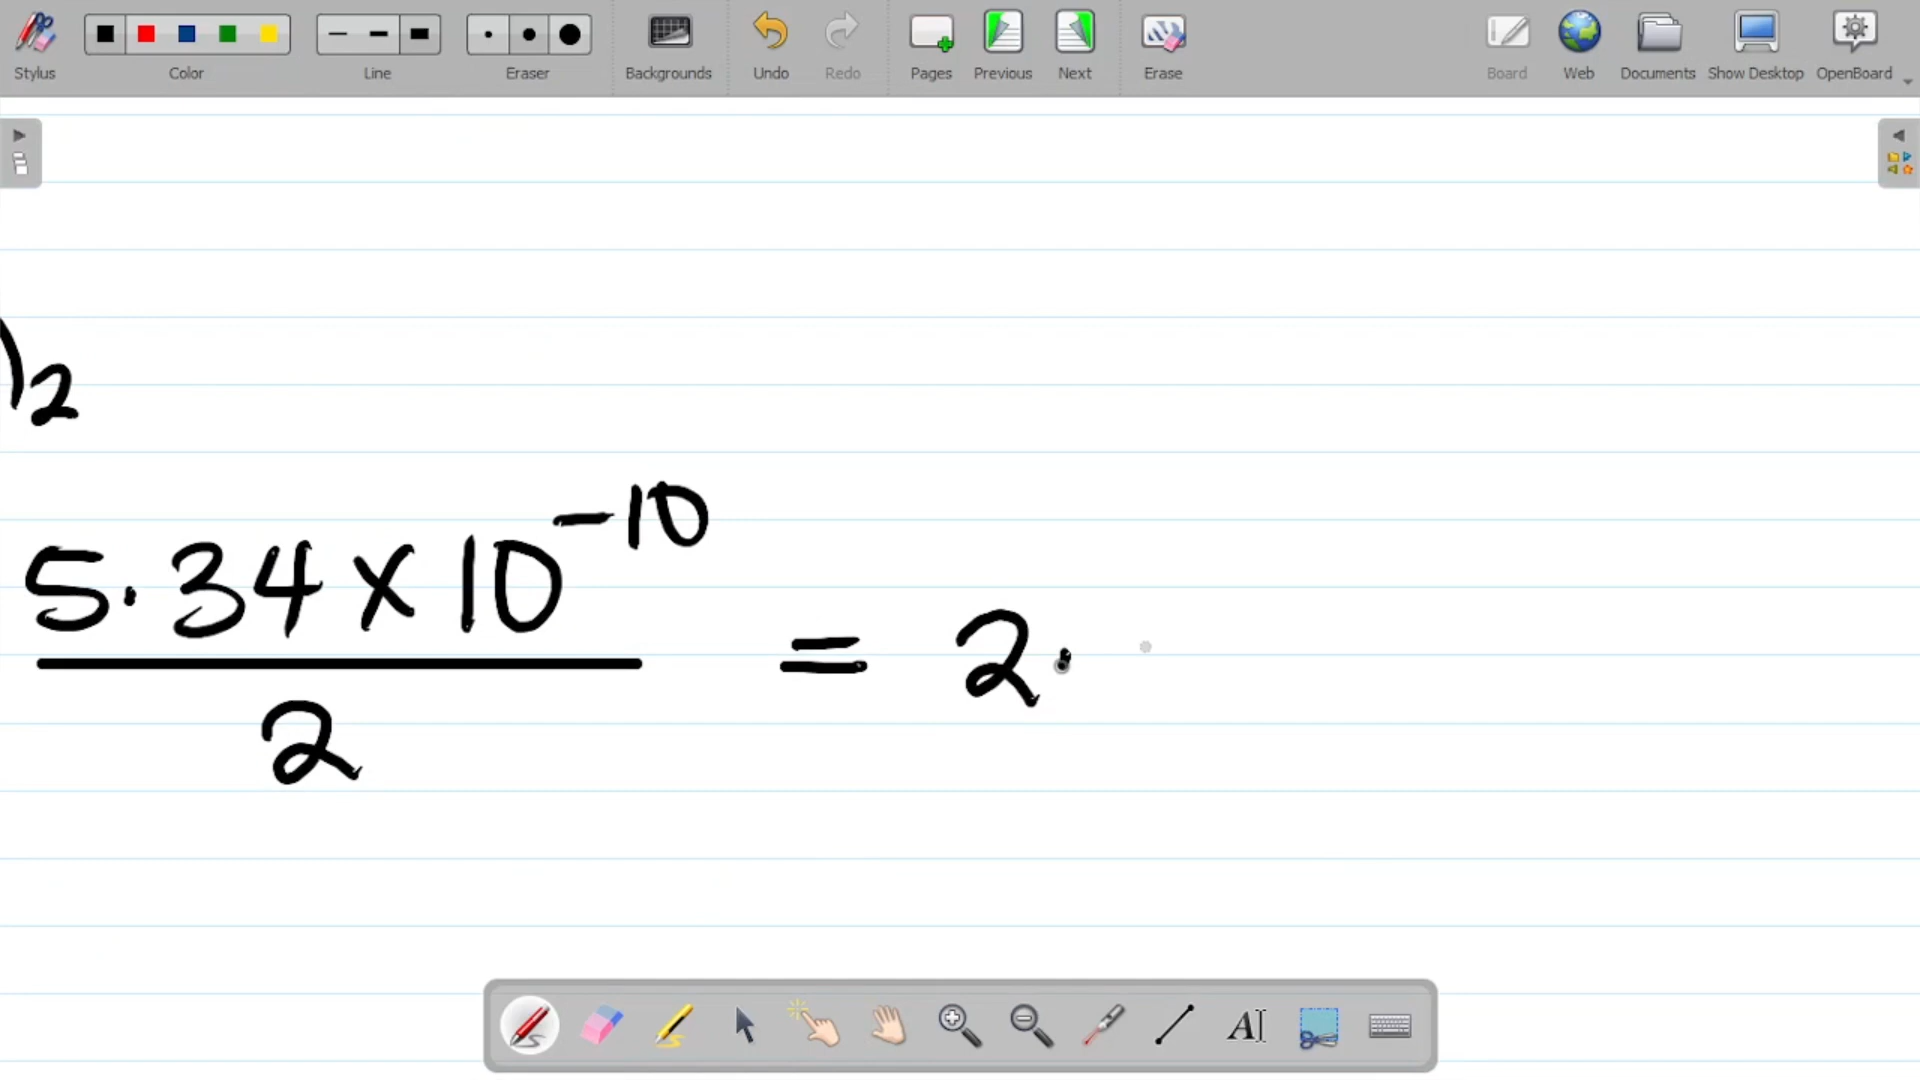 Stylus Color Line Eraser Backgrounds Undo Redo Pages Previous Next Erase Board Web Documents Show Desktop OpenBoard
)2
5.34 x 10^-10
= 2.
2